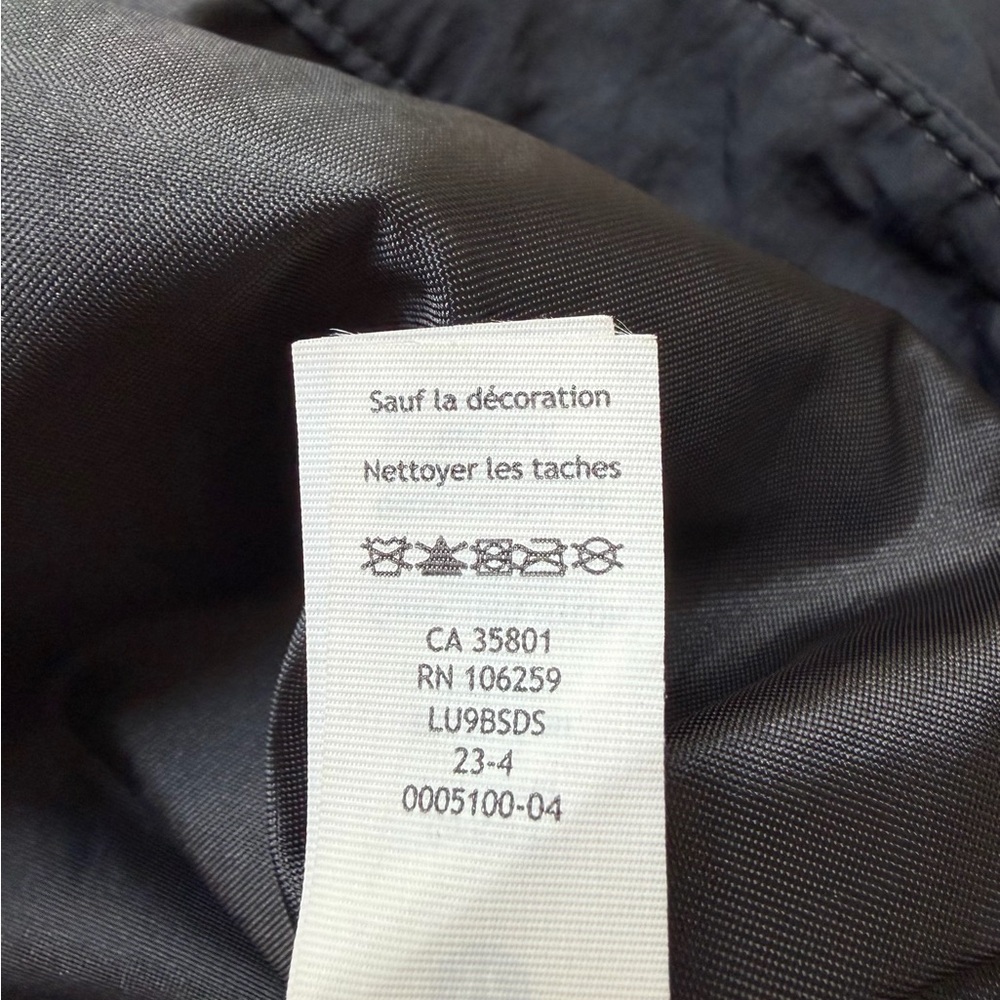 Sauf la décoration
Nettoyer les taches
CA 35801
RN 106259
LU9BSDS
23-4
0005100-04